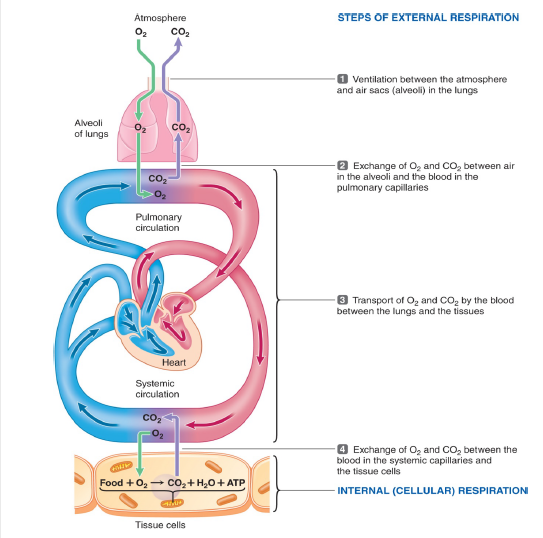 Atmosphere
O₂ CO₂
STEPS OF EXTERNAL RESPIRATION
1 Ventilation between the atmosphere
and air sacs (alveoli) in the lungs
Alveoli
of lungs
O₂ CO₂
2 Exchange of O₂ and CO₂ between air
in the alveoli and the blood in the
pulmonary capillaries
CO₂
O₂
Pulmonary
circulation
3 Transport of O₂ and CO₂ by the blood
between the lungs and the tissues
Heart
Systemic
circulation
CO₂
O₂
4 Exchange of O₂ and CO₂ between the
blood in the systemic capillaries and
the tissue cells
Food + O₂ → CO₂ + H₂O + ATP
INTERNAL (CELLULAR) RESPIRATION
Tissue cells